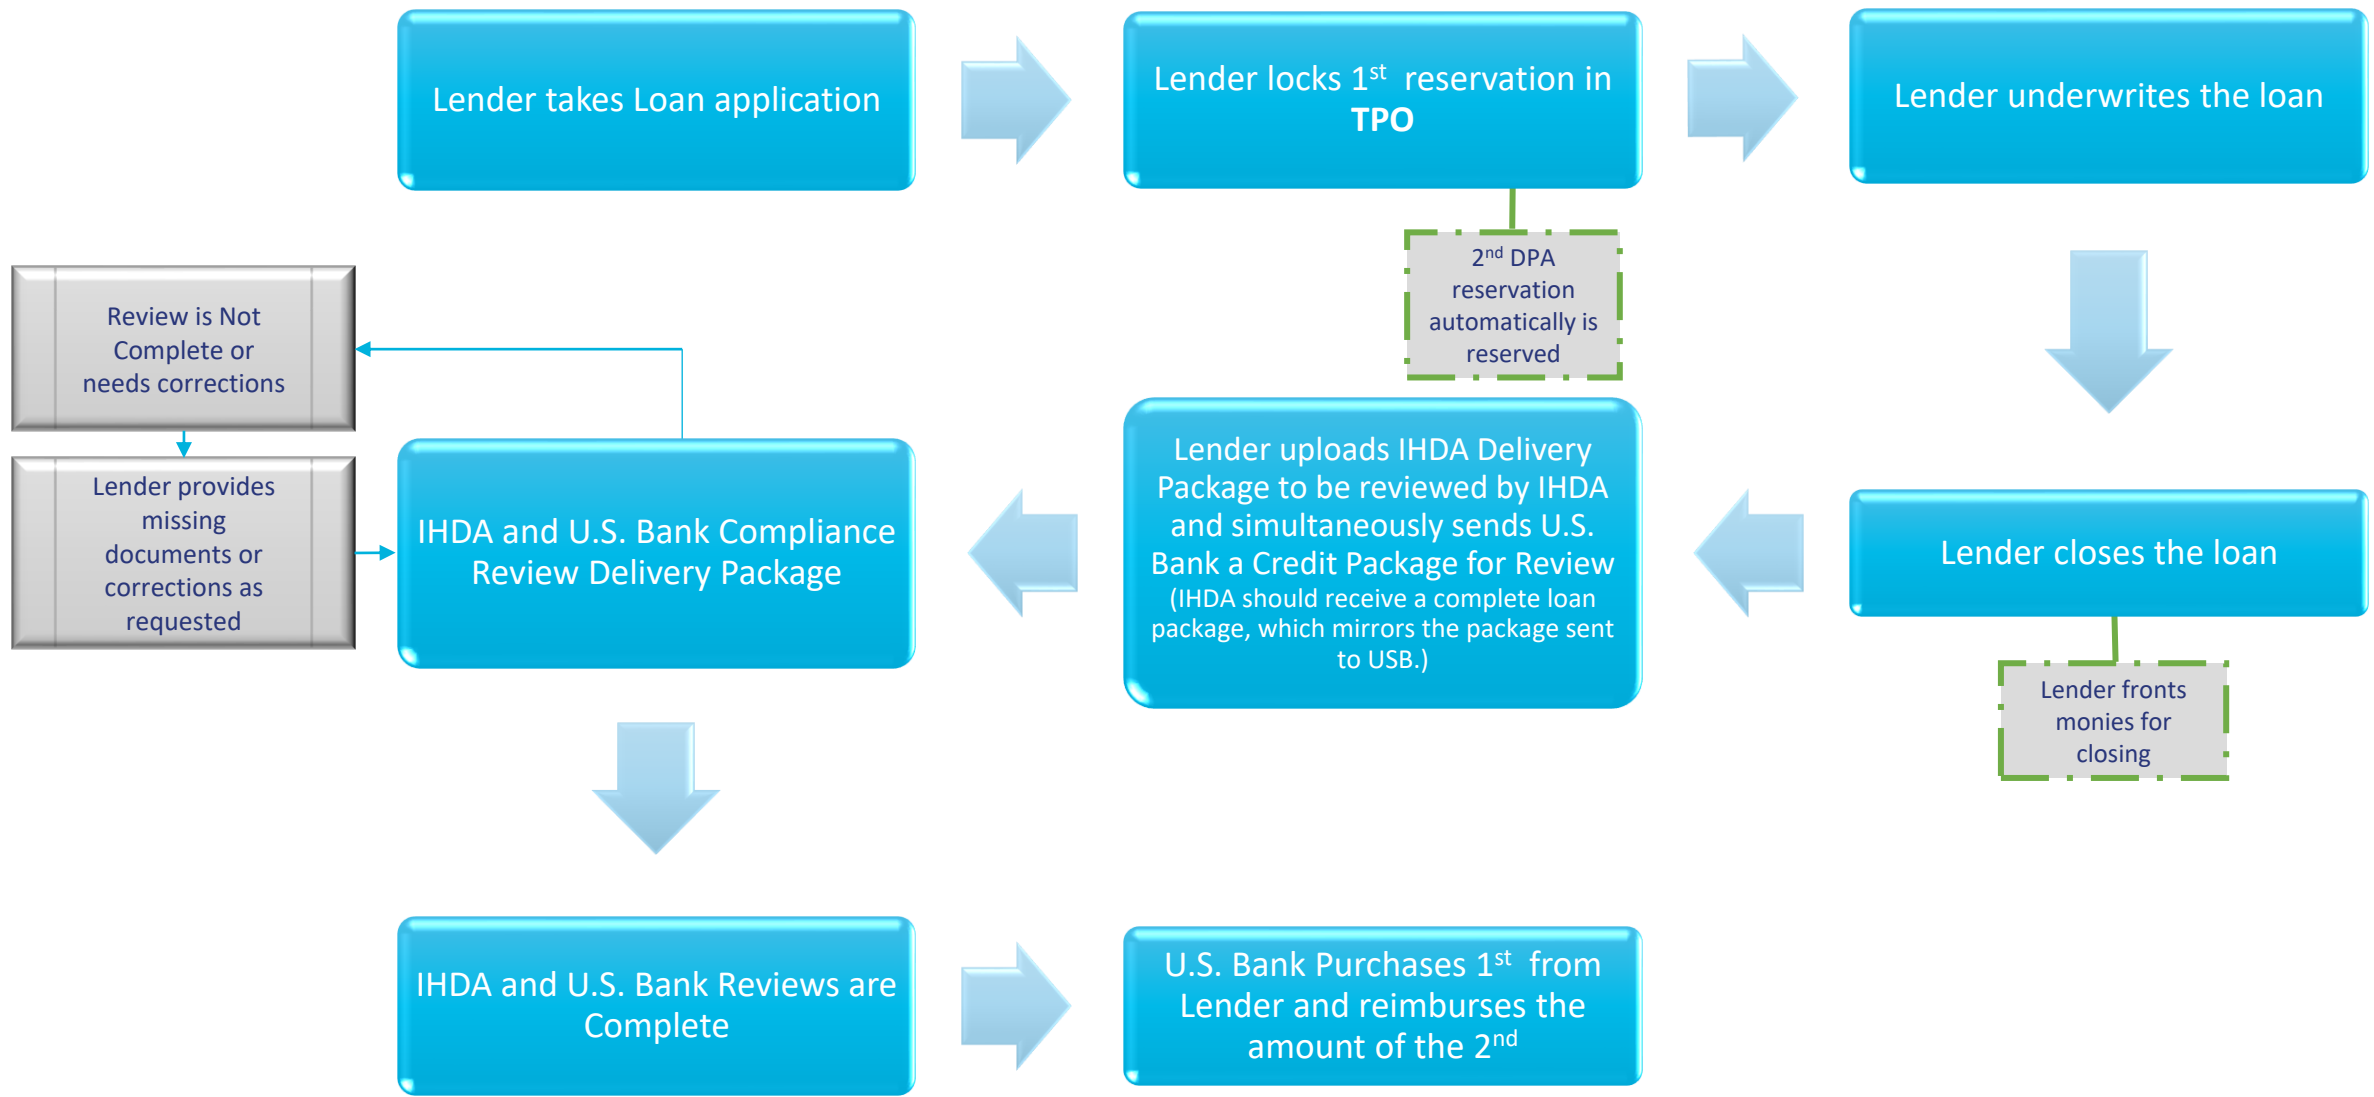 Lender takes Loan application
Lender locks 1st reservation in
TPO
Lender underwrites the loan
2nd DPA
reservation
automatically is
reserved
Review is Not
Complete or
needs corrections
Lender provides
missing
documents or
corrections as
requested
IHDA and U.S. Bank Compliance
Review Delivery Package
Lender uploads IHDA Delivery
Package to be reviewed by IHDA
and simultaneously sends U.S.
Bank a Credit Package for Review
(IHDA should receive a complete loan
package, which mirrors the package sent
to USB.)
Lender closes the loan
Lender fronts
monies for
closing
IHDA and U.S. Bank Reviews are
Complete
U.S. Bank Purchases 1st from
Lender and reimburses the
amount of the 2nd